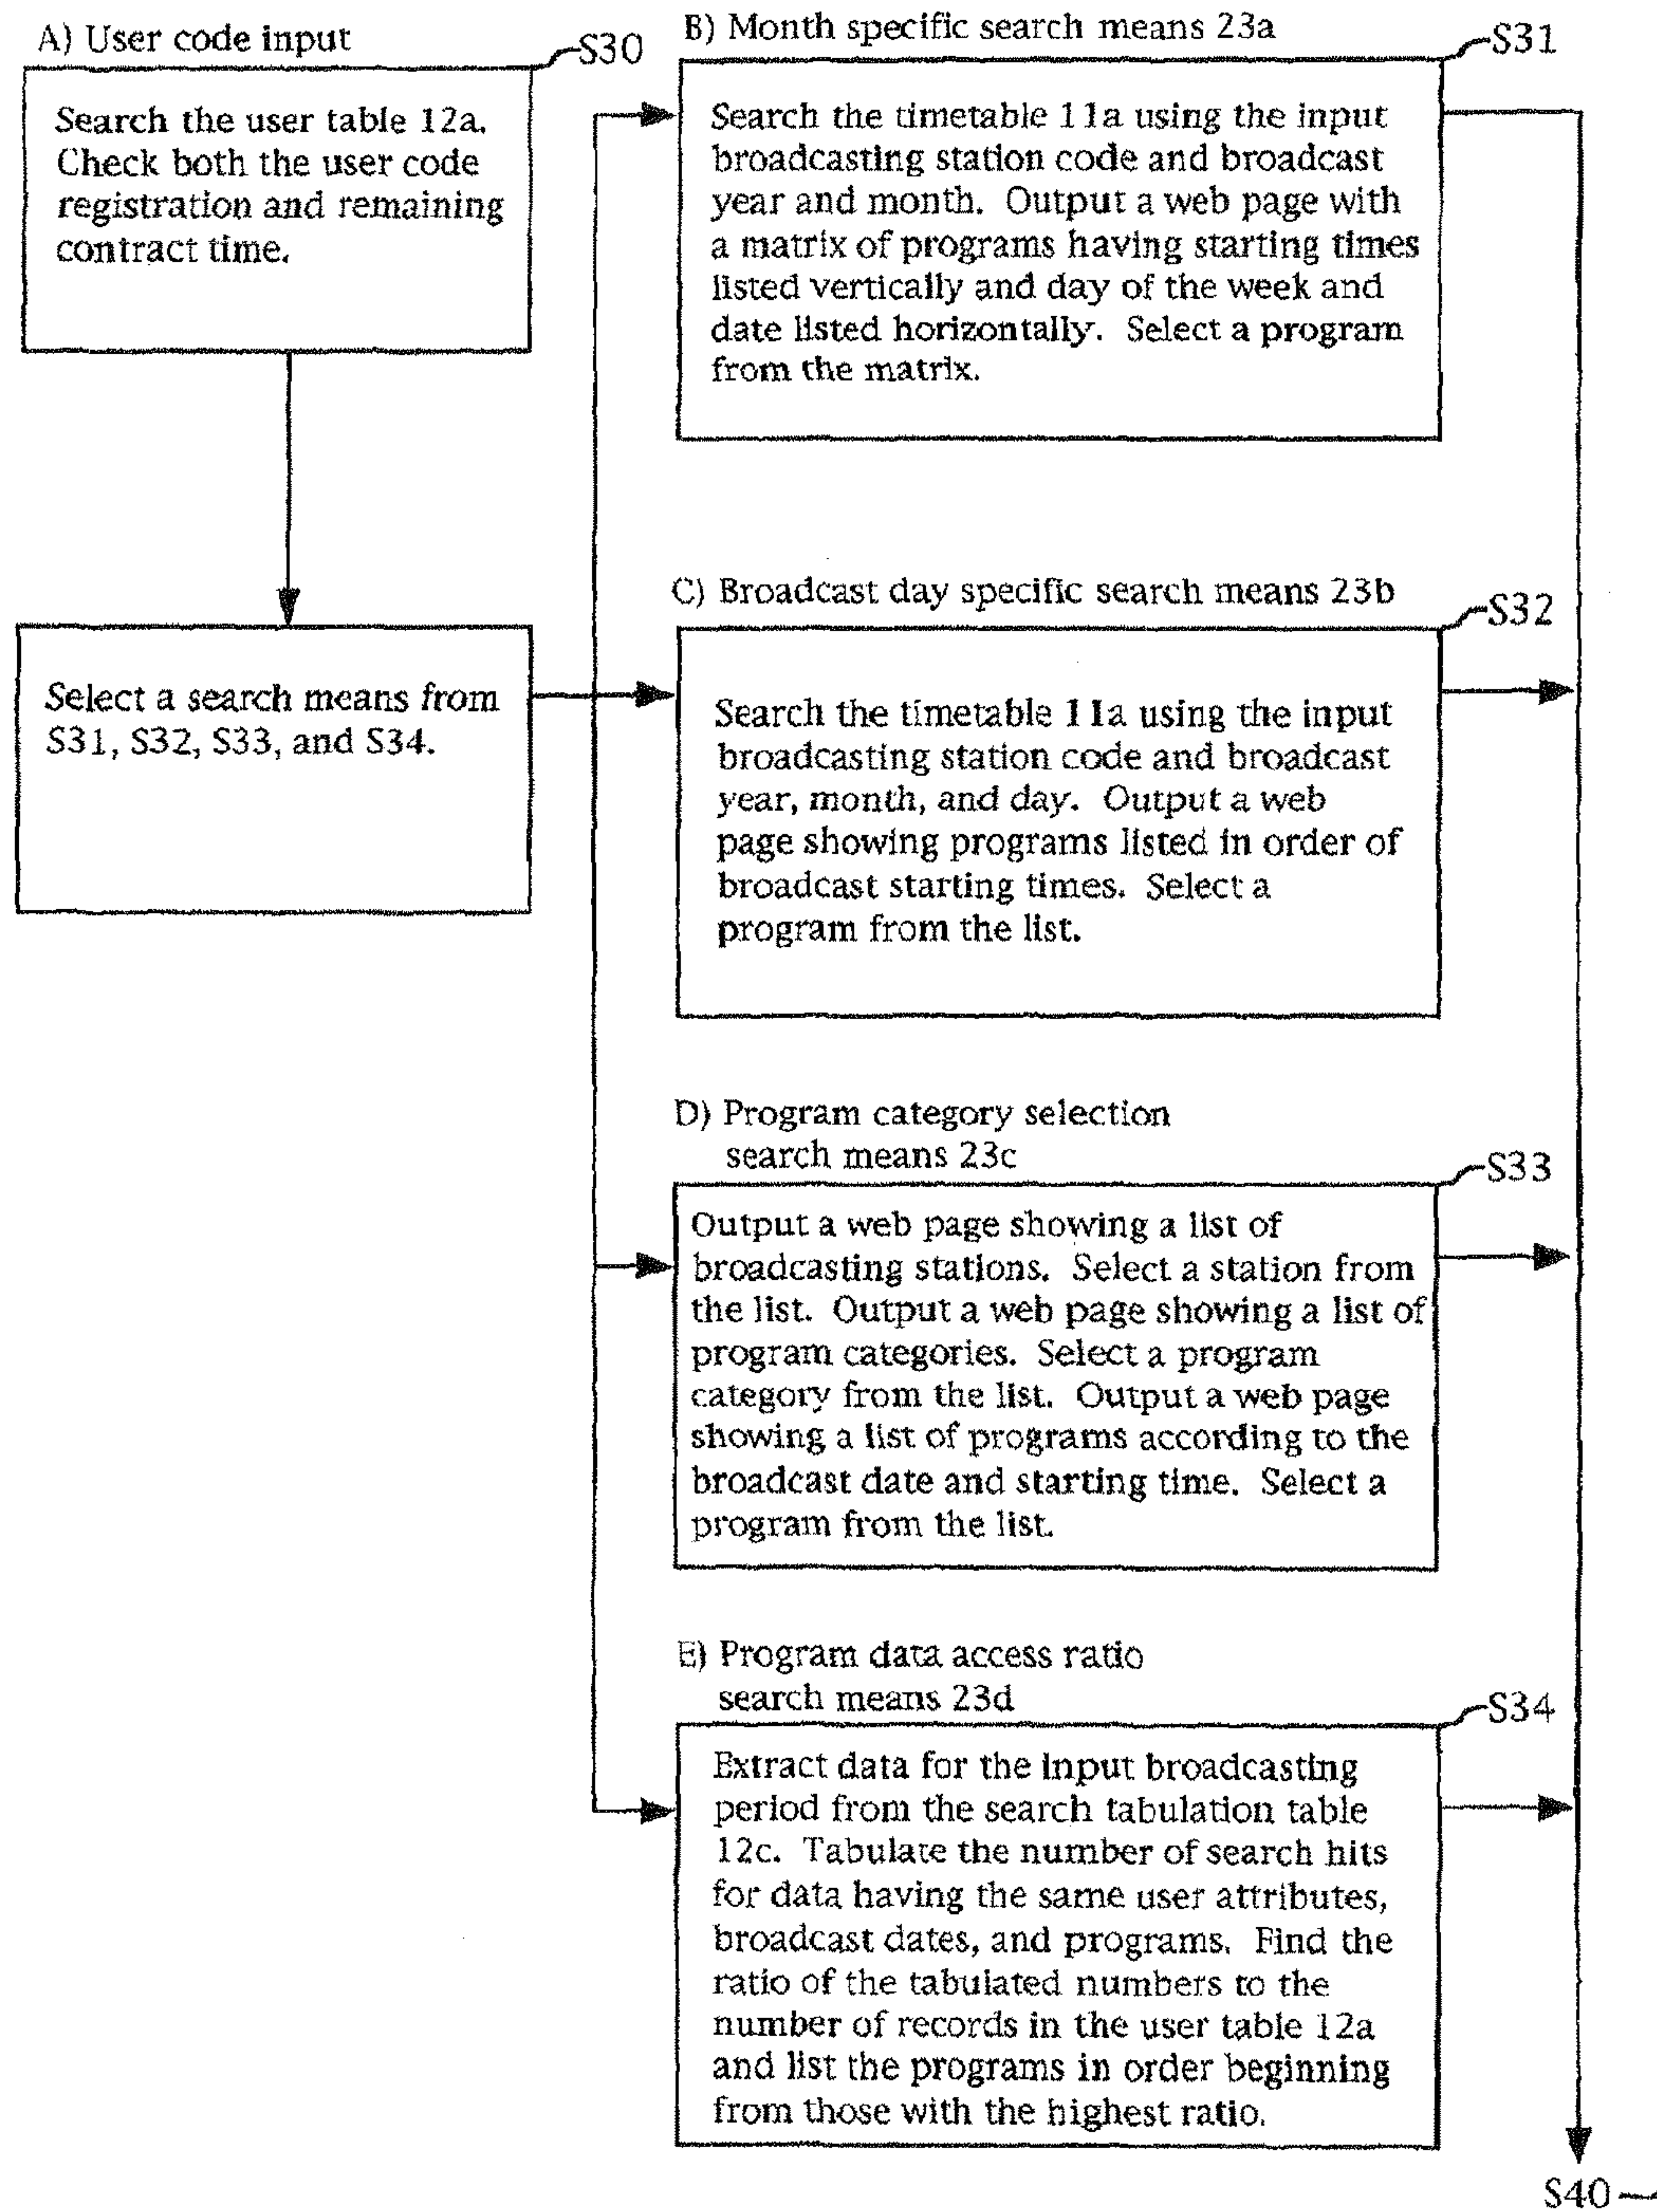 A) User code input
S30
Search the user table 12a.
Check both the user code
registration and remaining
contract time.
Select a search means from
S31, S32, S33, and S34.
B) Month specific search means 23a
S31
Search the timetable 11a using the input
broadcasting station code and broadcast
year and month. Output a web page with
a matrix of programs having starting times
listed vertically and day of the week and
date listed horizontally. Select a program
from the matrix.
C) Broadcast day specific search means 23b
S32
Search the timetable 11a using the input
broadcasting station code and broadcast
year, month, and day. Output a web
page showing programs listed in order of
broadcast starting times. Select a
program from the list.
D) Program category selection
search means 23c
S33
Output a web page showing a list of
broadcasting stations. Select a station from
the list. Output a web page showing a list of
program categories. Select a program
category from the list. Output a web page
showing a list of programs according to the
broadcast date and starting time. Select a
program from the list.
E) Program data access ratio
search means 23d
S34
Extract data for the input broadcasting
period from the search tabulation table
12c. Tabulate the number of search hits
for data having the same user attributes,
broadcast dates, and programs. Find the
ratio of the tabulated numbers to the
number of records in the user table 12a
and list the programs in order beginning
from those with the highest ratio.
S40